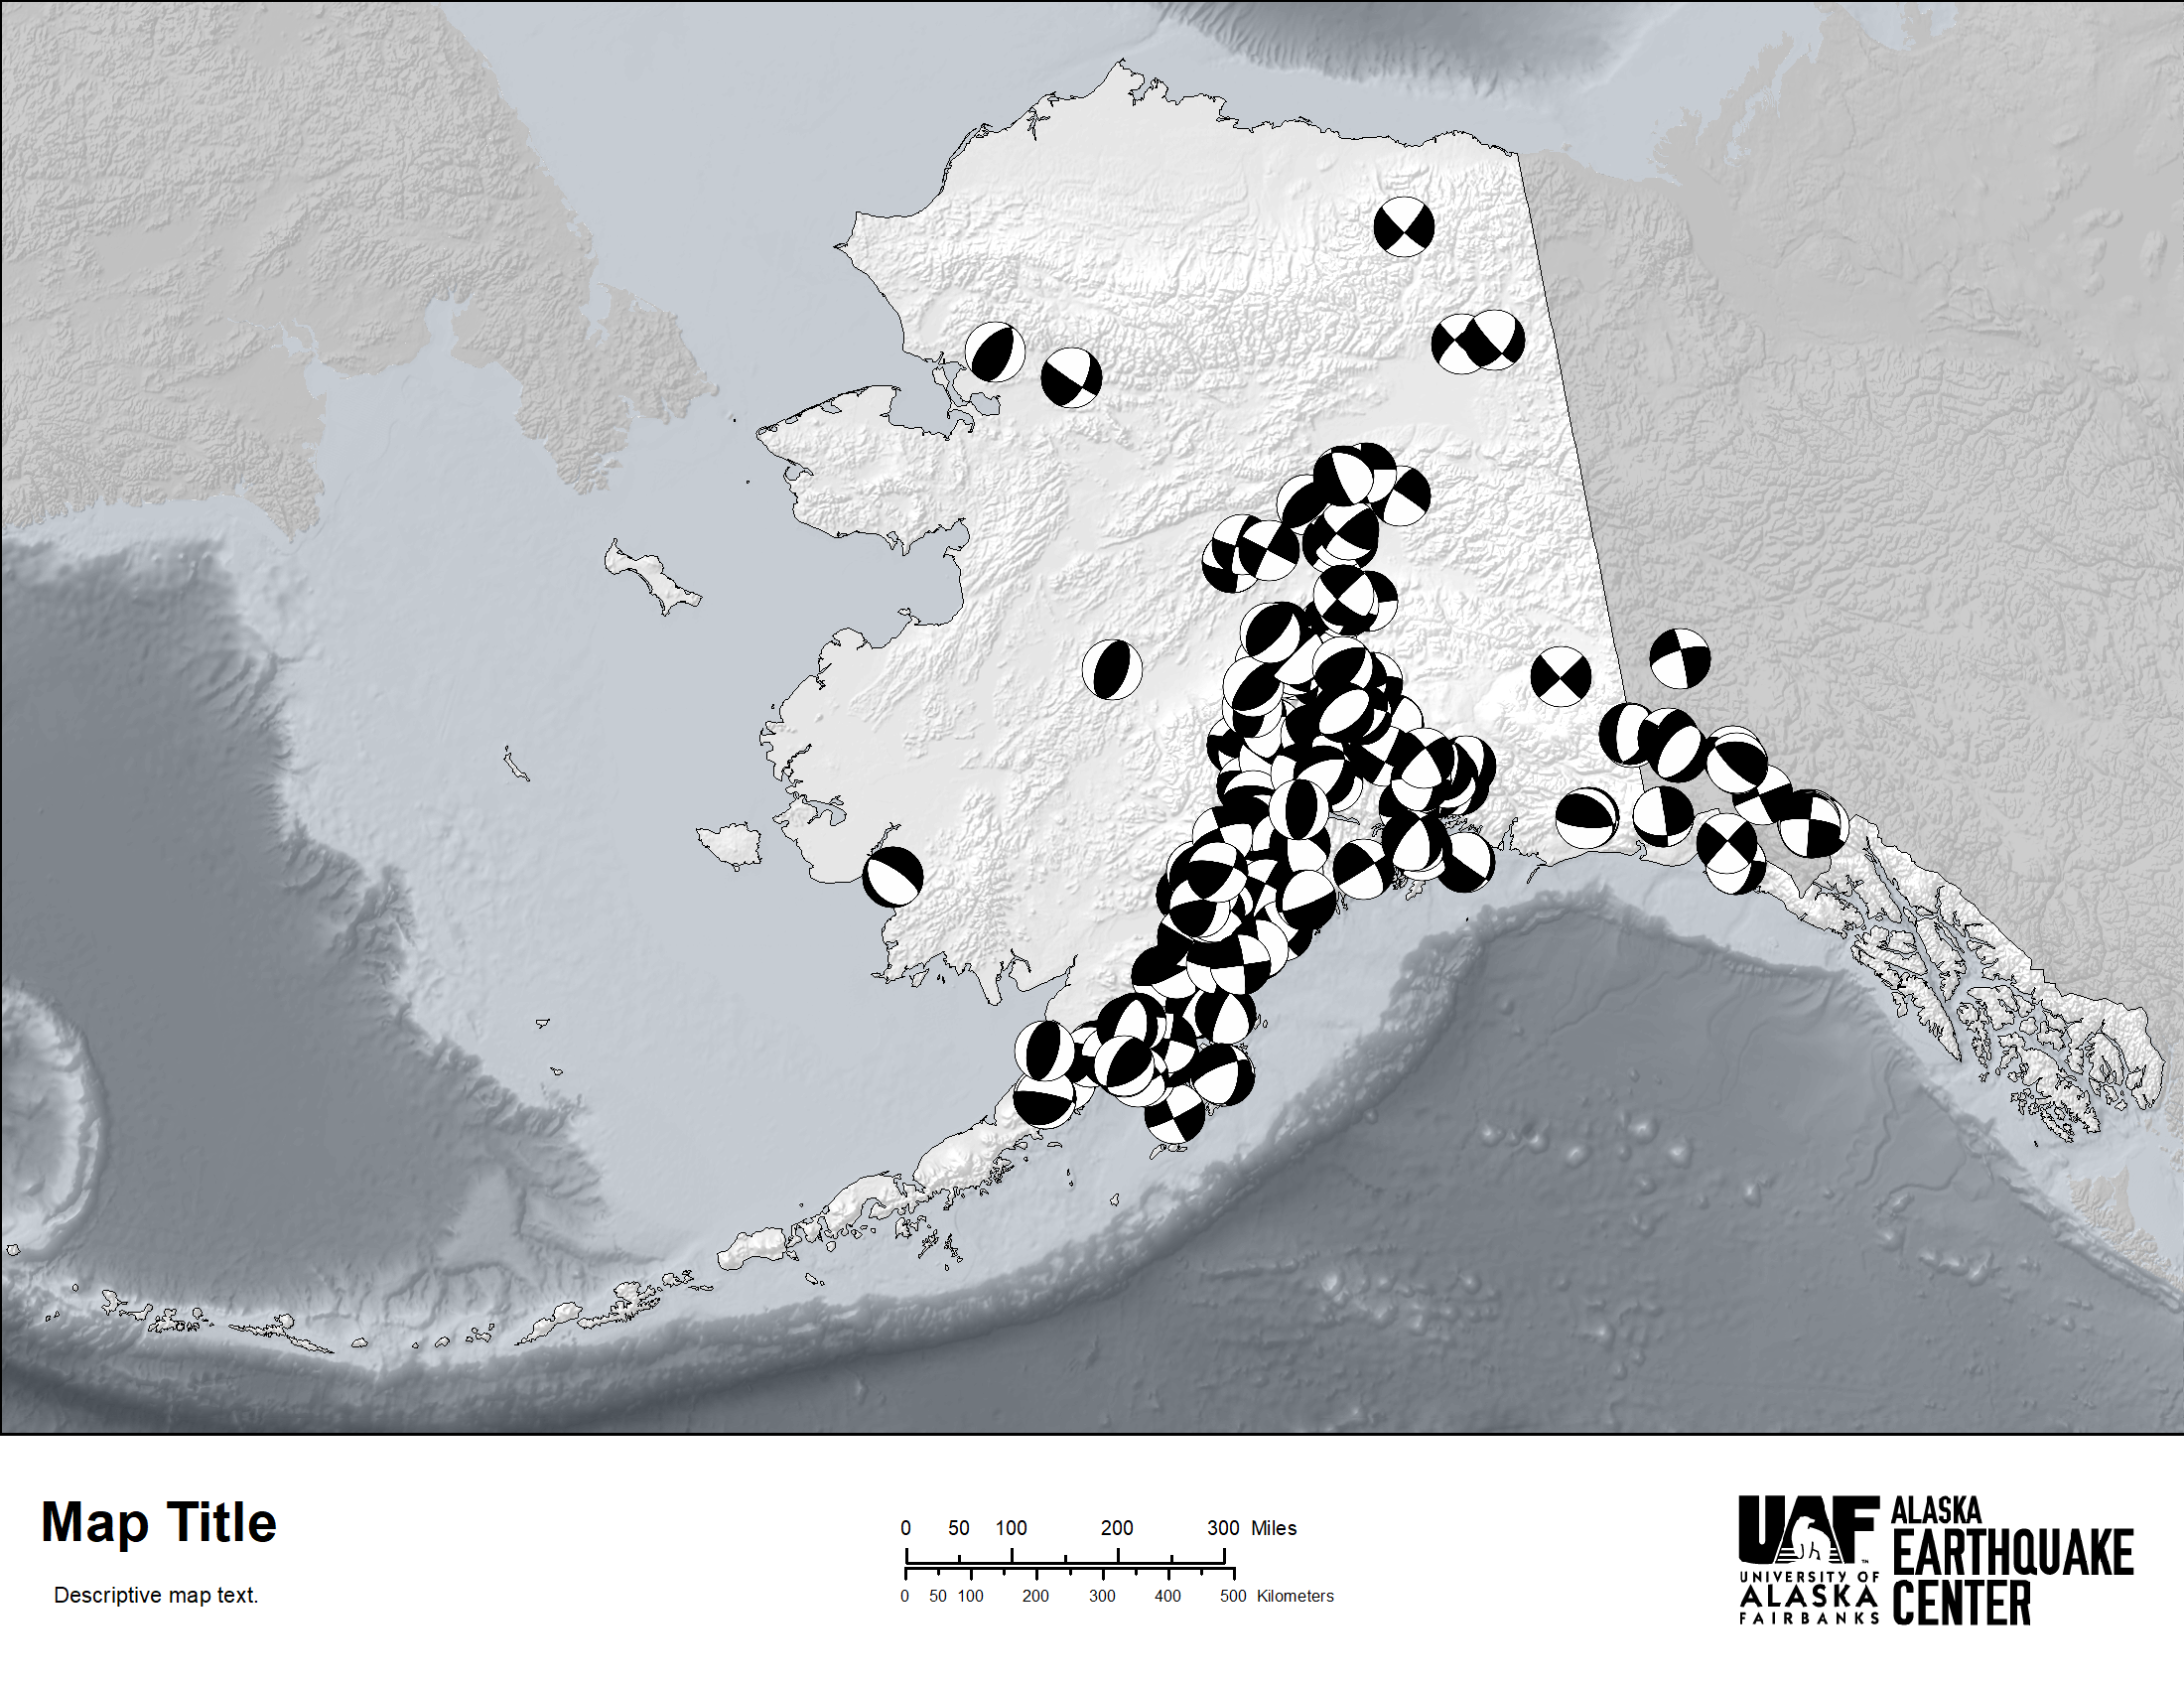 Map Title
Descriptive map text.
0 50 100 200 300 Miles
0 50 100 200 300 400 500 Kilometers
UAF
UNIVERSITY OF
ALASKA
FAIRBANKS
ALASKA
EARTHQUAKE
CENTER